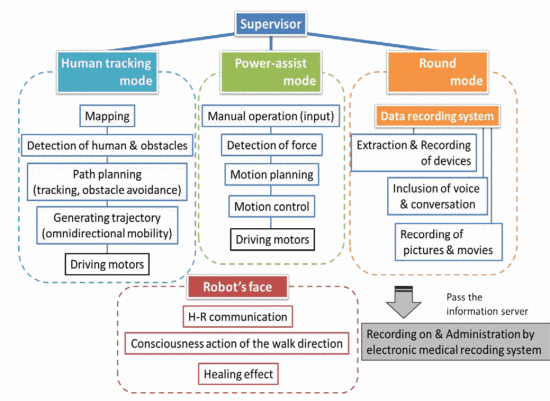 Supervisor
Human tracking
mode
Mapping
Detection of human & obstacles
Path planning
(tracking, obstacle avoidance)
Generating trajectory
(omnidirectional mobility)
Driving motors
Power-assist
mode
Manual operation (input)
Detection of force
Motion planning
Motion control
Driving motors
Round
mode
Data recording system
Extraction & Recording
of devices
Inclusion of voice
& conversation
Recording of
pictures & movies
Robot's face
H-R communication
Consciousness action of the walk direction
Healing effect
Pass the
information server
Recording on & Administration by
electronic medical recoding system